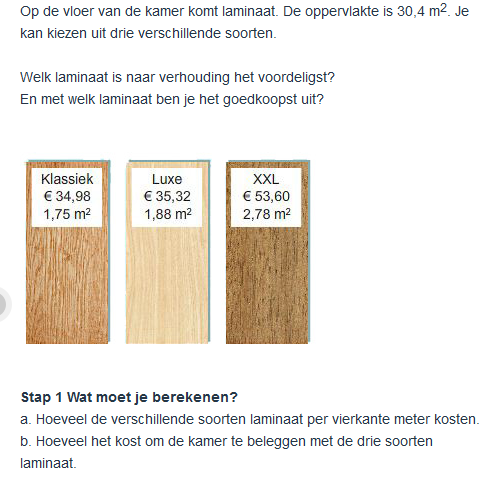 Op de vloer van de kamer komt laminaat. De oppervlakte is 30,4 m². Je
kan kiezen uit drie verschillende soorten.
Welk laminaat is naar verhouding het voordeligst?
En met welk laminaat ben je het goedkoopst uit?
Klassiek
€ 34,98
1,75 m²
Luxe
€ 35,32
1,88 m²
XXL
€ 53,60
2,78 m²
Stap 1 Wat moet je berekenen?
a. Hoeveel de verschillende soorten laminaat per vierkante meter kosten.
b. Hoeveel het kost om de kamer te beleggen met de drie soorten
laminaat.